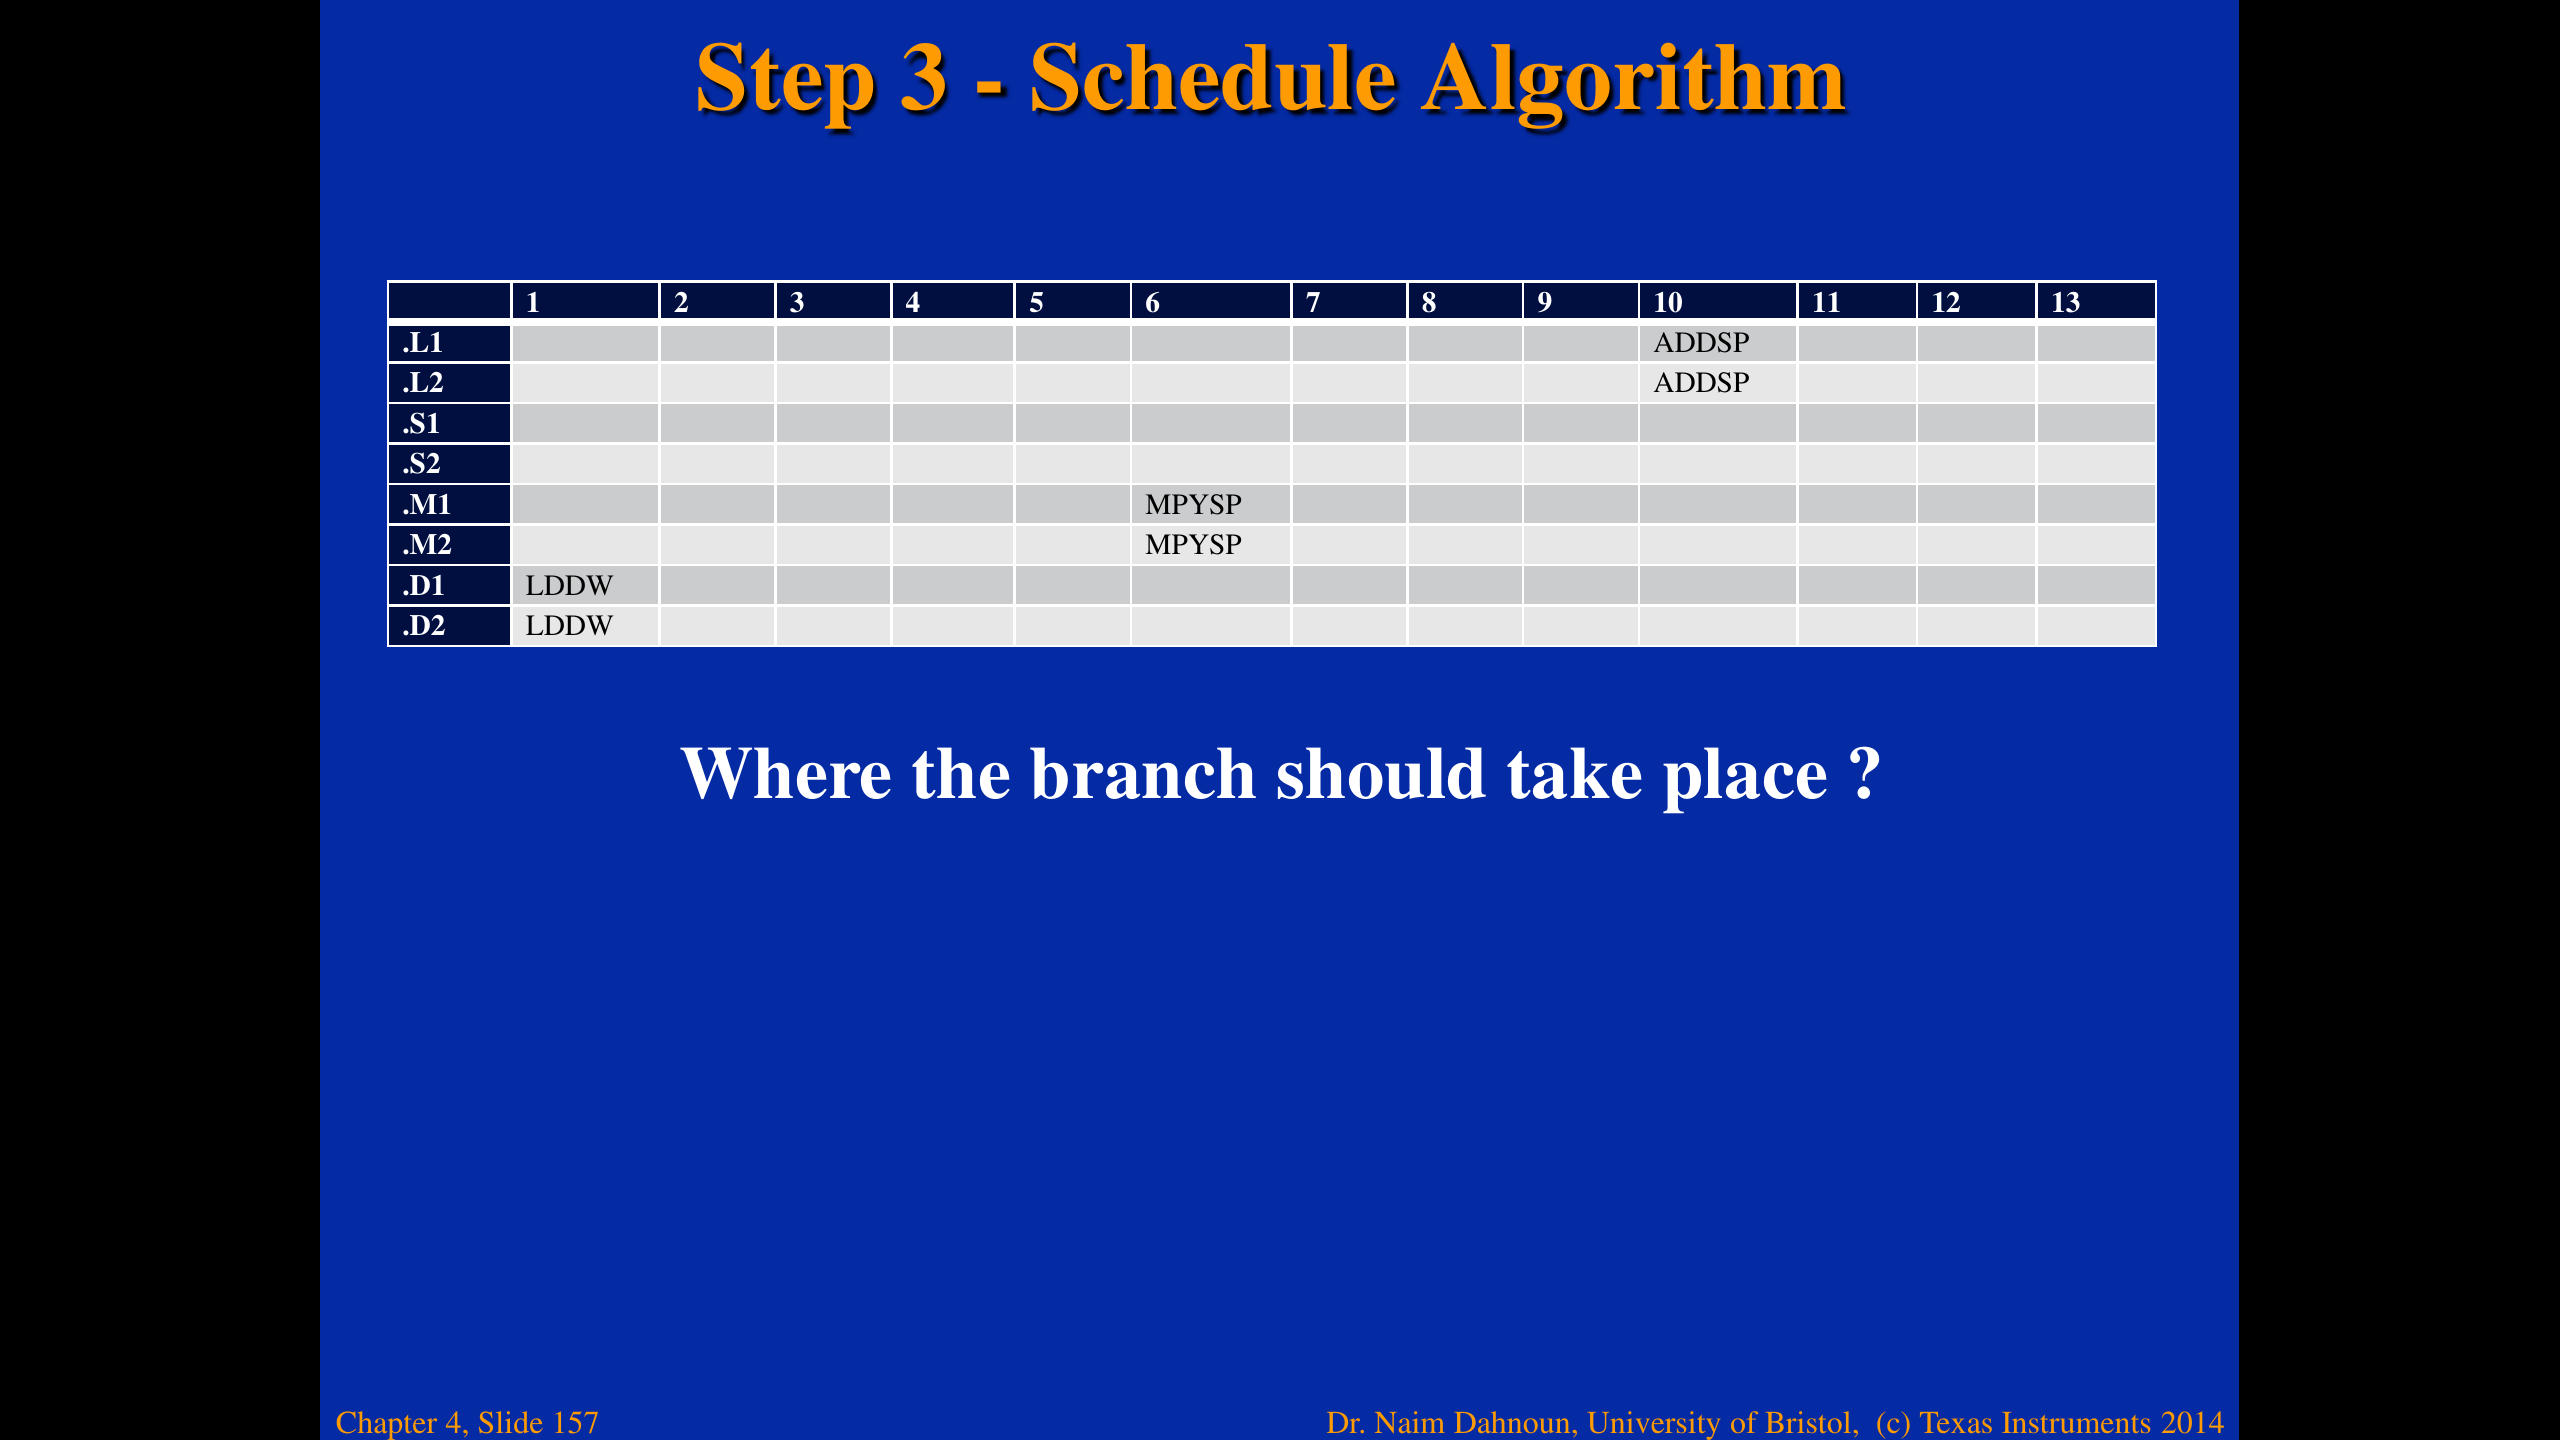 Step 3 - Schedule Algorithm
1 2 3 4 5 6 7 8 9 10 11 12 13
.L1 ADDSP
.L2 ADDSP
.S1
.S2
.M1 MPYSP
.M2 MPYSP
.D1 LDDW
.D2 LDDW
Where the branch should take place ?
Chapter 4, Slide 157
Dr. Naim Dahnoun, University of Bristol, (c) Texas Instruments 2014